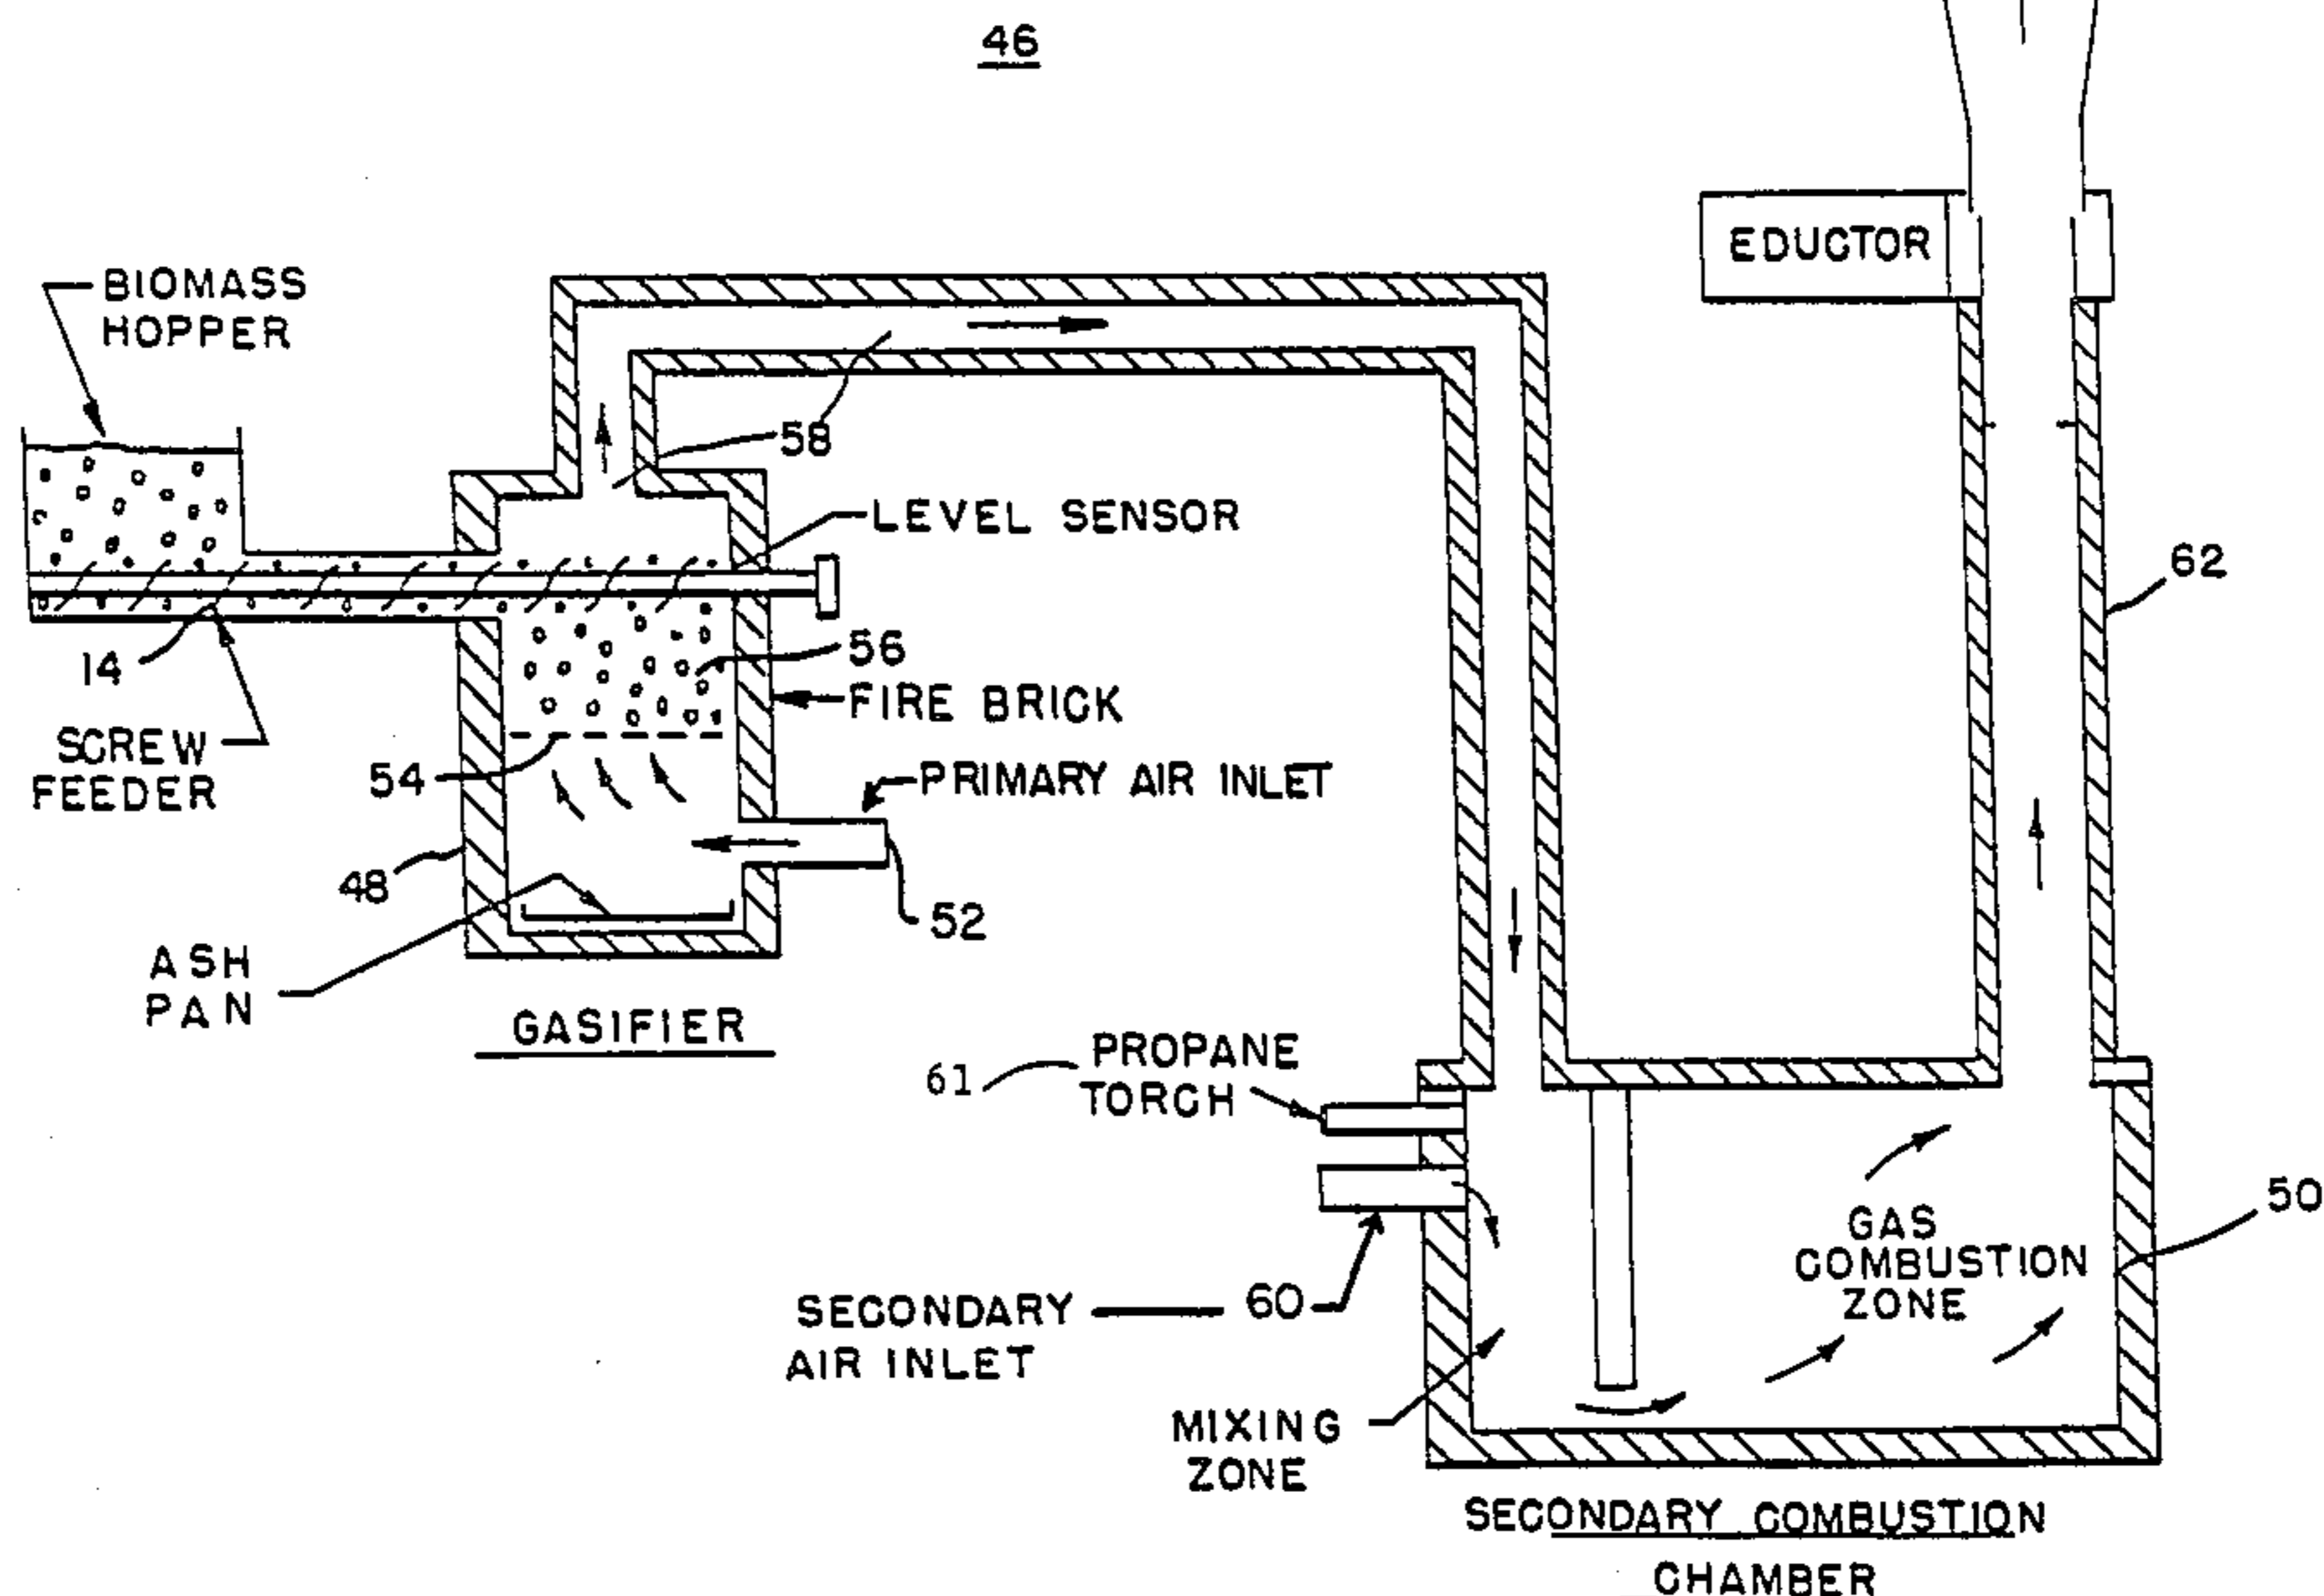 46
EDUCTOR
BIOMASS
HOPPER
58
LEVEL SENSOR
62
14
56
FIRE BRICK
SCREW
FEEDER
54
PRIMARY AIR INLET
48
52
ASH
PAN
GASIFIER
61
PROPANE
TORCH
50
GAS
COMBUSTION
ZONE
SECONDARY
AIR INLET
60
MIXING
ZONE
SECONDARY COMBUSTION
CHAMBER